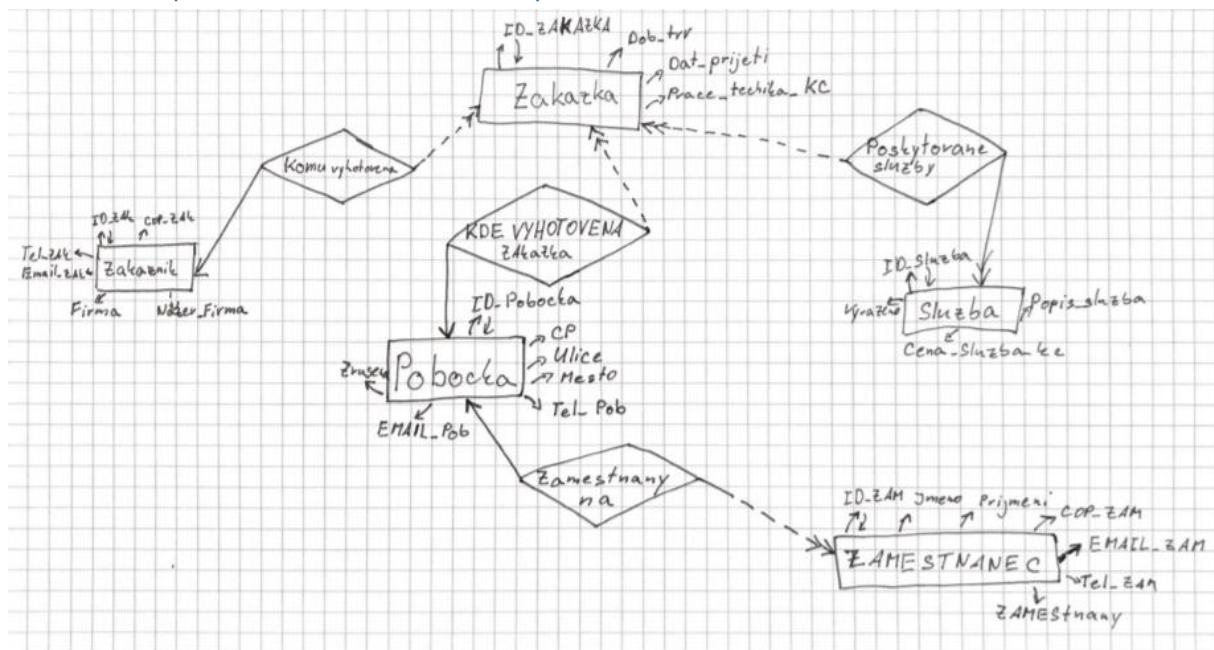 ID_ZAKAZKA
Dob_trv
Dat_prijeti
Prace_technika_KC
Zakazka
Komu vyhotovena
Poskytovane
sluzby
KDE VYHOTOVENA
ZAkazka
ID_ZAK
COP_ZAK
Tel_ZAK
Email_ZAK
Zakaznik
Firma
Nazev_Firma
ID_Sluzba
Popis_sluzba
Sluzba
Cena_Sluzba_kc
ID_Pobocka
CP
Ulice
Mesto
Pobocka
Tel_Pob
EMAIL_Pob
Zamestnany
na
ID_ZAM
Jmeno
Prijmeni
COP_ZAM
EMAIL_ZAM
ZAMESTNANEC
Tel_ZAM
ZAMEStnany